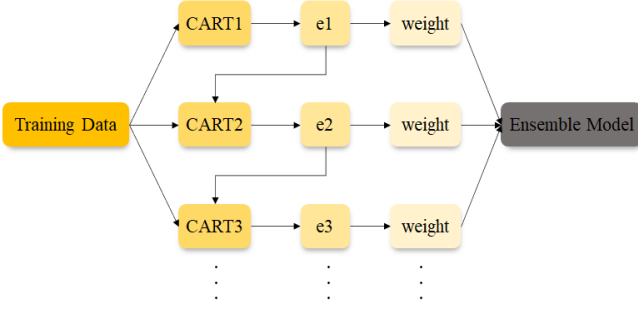 CART1 e1 weight
Training Data CART2 e2 weight Ensemble Model
CART3 e3 weight